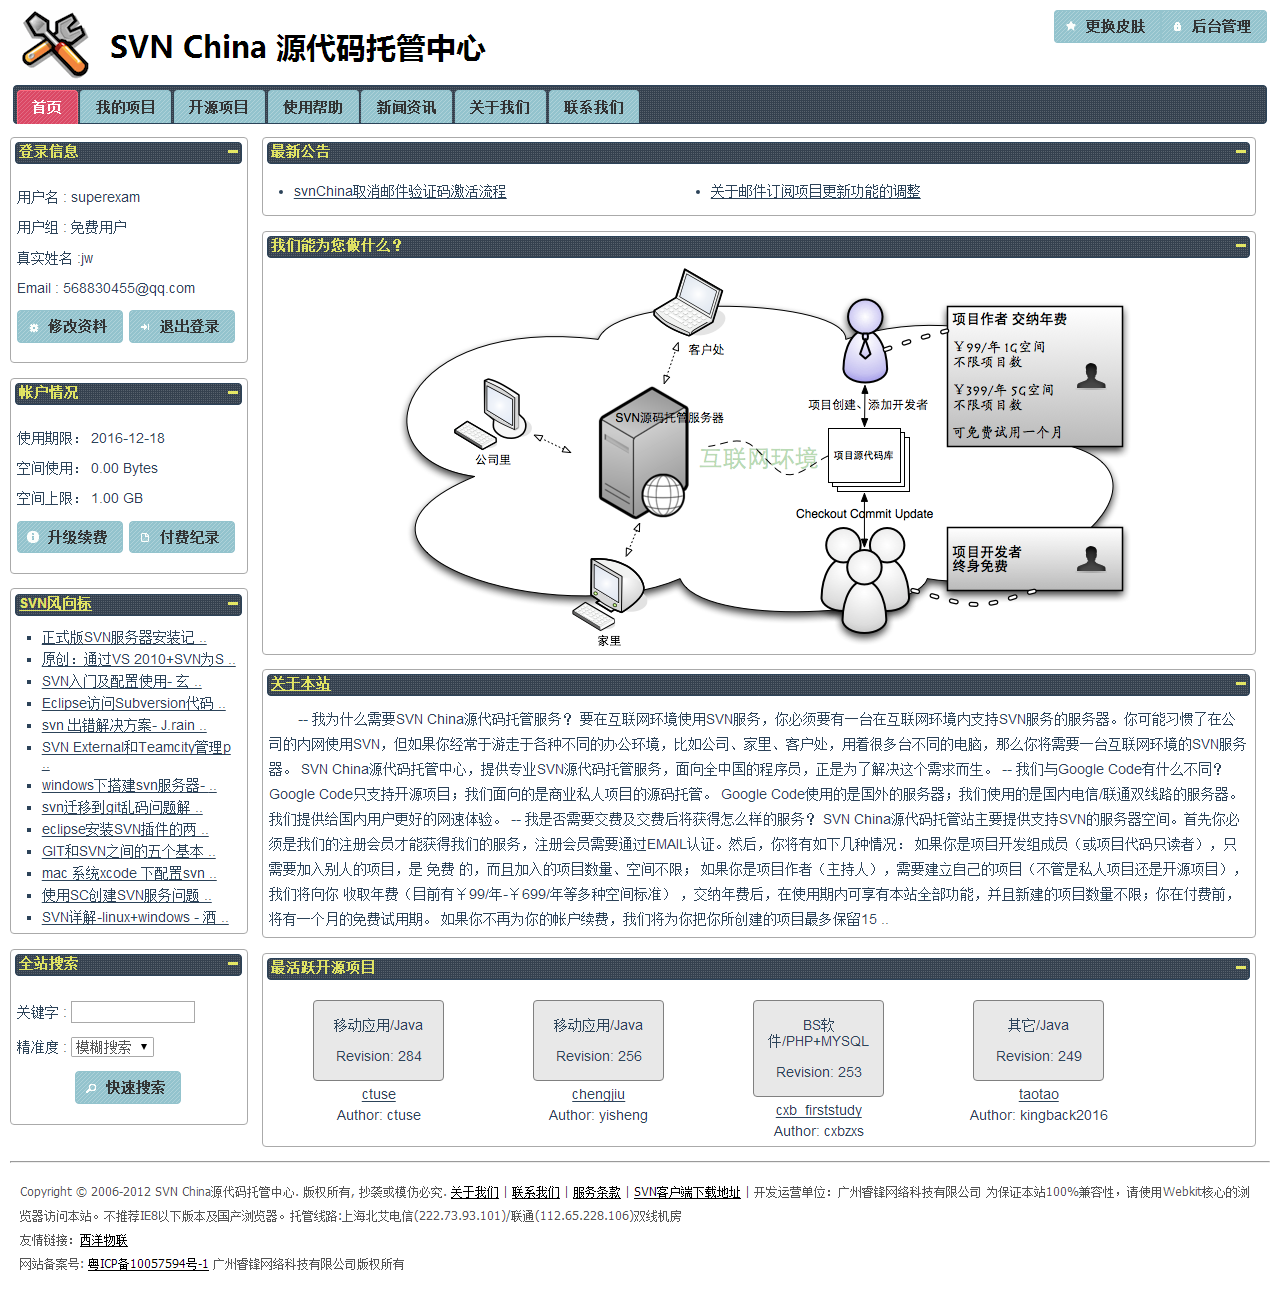 SVN China 源代码托管中心
更换皮肤
后台管理
首页
我的项目
开源项目
使用帮助
新闻资讯
关于我们
联系我们
登录信息
用户名 : superexam
用户组 : 免费用户
真实姓名 :jw
Email : 568830455@qq.com
修改资料
退出登录
帐户情况
使用期限： 2016-12-18
空间使用： 0.00 Bytes
空间上限： 1.00 GB
升级续费
付费纪录
SVN风向标
正式版SVN服务器安装记 ..
原创：通过VS 2010+SVN为S ..
SVN入门及配置使用- 玄 ..
Eclipse访问Subversion代码 ..
svn 出错解决方案- J.rain ..
SVN External和Teamcity管理p
..
windows下搭建svn服务器- ..
svn迁移到git乱码问题解 ..
eclipse安装SVN插件的两 ..
GIT和SVN之间的五个基本 ..
mac 系统xcode 下配置svn ..
使用SC创建SVN服务问题 ..
SVN详解-linux+windows - 洒 ..
全站搜索
关键字 :
精准度 : 模糊搜索
快速搜索
最新公告
svnChina取消邮件验证码激活流程
关于邮件订阅项目更新功能的调整
我们能为您做什么？
客户处
SVN源码托管服务器
公司里
家里
互联网环境
项目创建、添加开发者
项目源代码库
Checkout Commit Update
项目作者 交纳年费
￥99/年 1G空间
不限项目数
￥399/年 5G空间
不限项目数
可免费试用一个月
项目开发者
终身免费
关于本站
-- 我为什么需要SVN China源代码托管服务？ 要在互联网环境使用SVN服务，你必须要有一台在互联网环境内支持SVN服务的服务器。你可能习惯了在公
司的内网使用SVN，但如果你经常于游走于各种不同的办公环境，比如公司、家里、客户处，用着很多台不同的电脑，那么你将需要一台互联网环境的SVN服务
器。 SVN China源代码托管中心，提供专业SVN源代码托管服务，面向全中国的程序员，正是为了解决这个需求而生。 -- 我们与Google Code有什么不同？
Google Code只支持开源项目；我们面向的是商业私人项目的源码托管。 Google Code使用的是国外的服务器；我们使用的是国内电信/联通双线路的服务器。
我们提供给国内用户更好的网速体验。 -- 我是否需要交费及交费后将获得怎么样的服务？ SVN China源代码托管站主要提供支持SVN的服务器空间。首先你必
须是我们的注册会员才能获得我们的服务，注册会员需要通过EMAIL认证。然后，你将有如下几种情况： 如果你是项目开发组成员（或项目代码只读者），只
需要加入别人的项目，是 免费 的，而且加入的项目数量、空间不限； 如果你是项目作者（主持人），需要建立自己的项目（不管是私人项目还是开源项目），
我们将向你 收取年费（目前有￥99/年-￥699/年等多种空间标准） ，交纳年费后，在使用期内可享有本站全部功能，并且新建的项目数量不限；你在付费前，
将有一个月的免费试用期。 如果你不再为你的帐户续费，我们将为你把你所创建的项目最多保留15 ..
最活跃开源项目
移动应用/Java
Revision: 284
ctuse
Author: ctuse
移动应用/Java
Revision: 256
chengjiu
Author: yisheng
BS软
件/PHP+MYSQL
Revision: 253
cxb_firststudy
Author: cxbzxs
其它/Java
Revision: 249
taotao
Author: kingback2016
Copyright © 2006-2012 SVN China源代码托管中心. 版权所有, 抄袭或模仿必究. 关于我们 | 联系我们 | 服务条款 | SVN客户端下载地址 | 开发运营单位：广州睿锋网络科技有限公司 为保证本站100%兼容性，请使用Webkit核心的浏
览器访问本站。不推荐IE8以下版本及国产浏览器。托管线路:上海北艾电信(222.73.93.101)/联通(112.65.228.106)双线机房
友情链接：西洋物联
网站备案号: 粤ICP备10057594号-1 广州睿锋网络科技有限公司版权所有